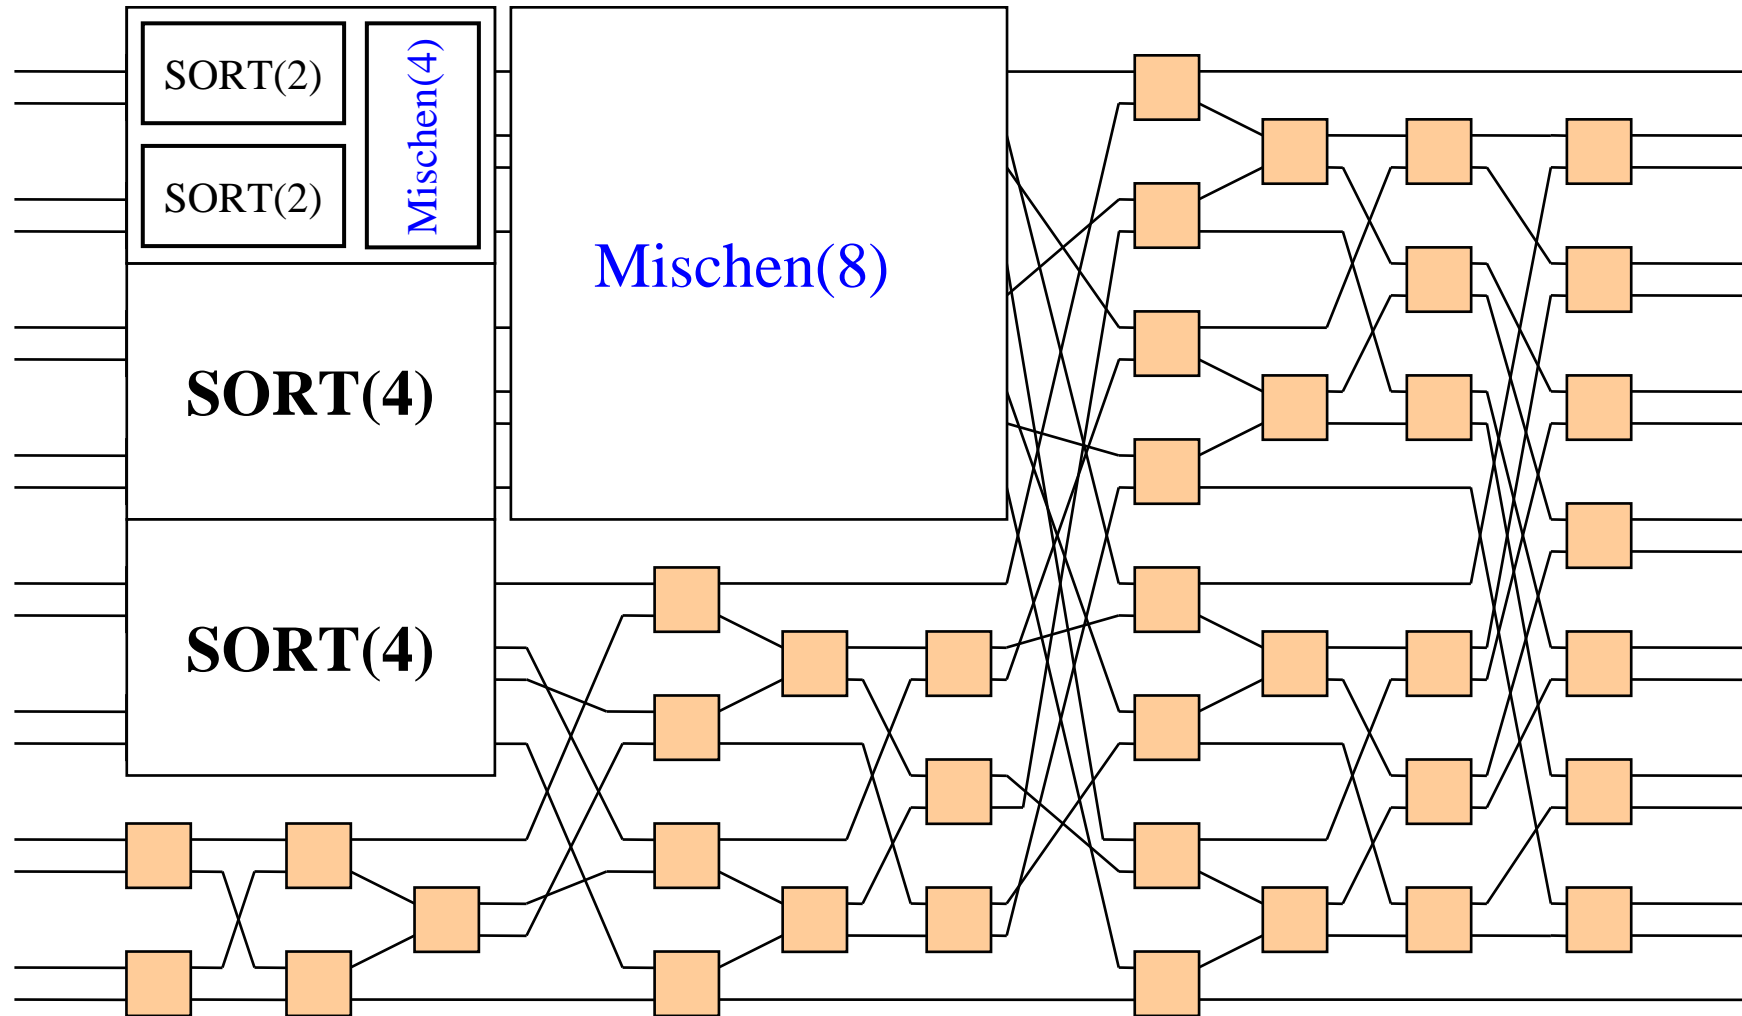 SORT(2)
SORT(2)
Mischen(4)
Mischen(8)
SORT(4)
SORT(4)